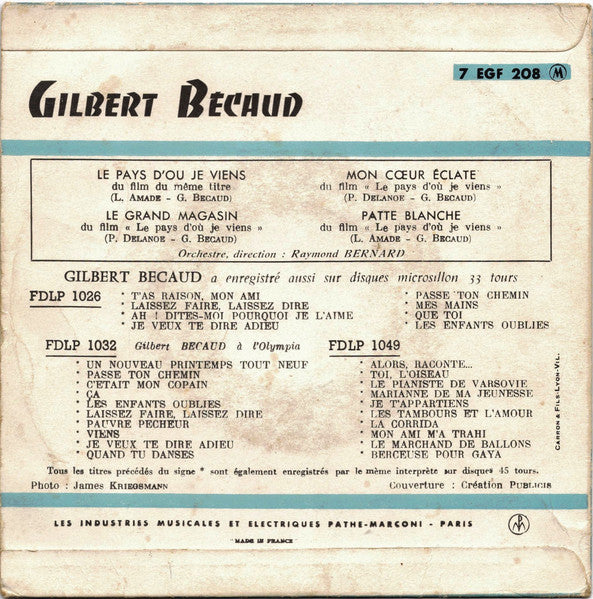 7 EGF 208 M
GILBERT BÉCAUD
LE PAYS D'OU JE VIENS
du film du même titre
(L. AMADE - G. BECAUD)
MON CŒUR ÉCLATE
du film « Le pays d'où je viens »
(P. DELANOE - G. BECAUD)
LE GRAND MAGASIN
du film « Le pays d'où je viens »
(P. DELANOE - G. BECAUD)
PATTE BLANCHE
du film « Le pays d'où je viens »
(L. AMADE - G. BECAUD)
Orchestre, direction : Raymond BERNARD
GILBERT BECAUD a enregistré aussi sur disques microsillon 33 tours
FDLP 1026
* T'AS RAISON, MON AMI
* LAISSEZ FAIRE, LAISSEZ DIRE
* AH ! DITES-MOI POURQUOI JE L'AIME
* JE VEUX TE DIRE ADIEU
* PASSE TON CHEMIN
* MES MAINS
* QUE TOI
* LES ENFANTS OUBLIES
FDLP 1032 Gilbert BECAUD à l'Olympia
* UN NOUVEAU PRINTEMPS TOUT NEUF
* PASSE TON CHEMIN
* C'ETAIT MON COPAIN
* ÇA
* LES ENFANTS OUBLIES
* LAISSEZ FAIRE, LAISSEZ DIRE
* PAUVRE PECHEUR
* VIENS
* JE VEUX TE DIRE ADIEU
* QUAND TU DANSES
FDLP 1049
* ALORS, RACONTE...
* TOI, L'OISEAU
* LE PIANISTE DE VARSOVIE
* MARIANNE DE MA JEUNESSE
* JE T'APPARTIENS
* LES TAMBOURS ET L'AMOUR
* LA CORRIDA
* MON AMI M'A TRAHI
* LE MARCHAND DE BALLONS
* BERCEUSE POUR GAYA
Tous les titres précédés du signe * sont également enregistrés par le même interprète sur disques 45 tours.
Photo : James KRIEGSMANN
Couverture : Création PUBLICIS
CARRON & FILS-LYON-VIL.
LES INDUSTRIES MUSICALES ET ELECTRIQUES PATHE-MARCONI - PARIS
"MADE IN FRANCE"